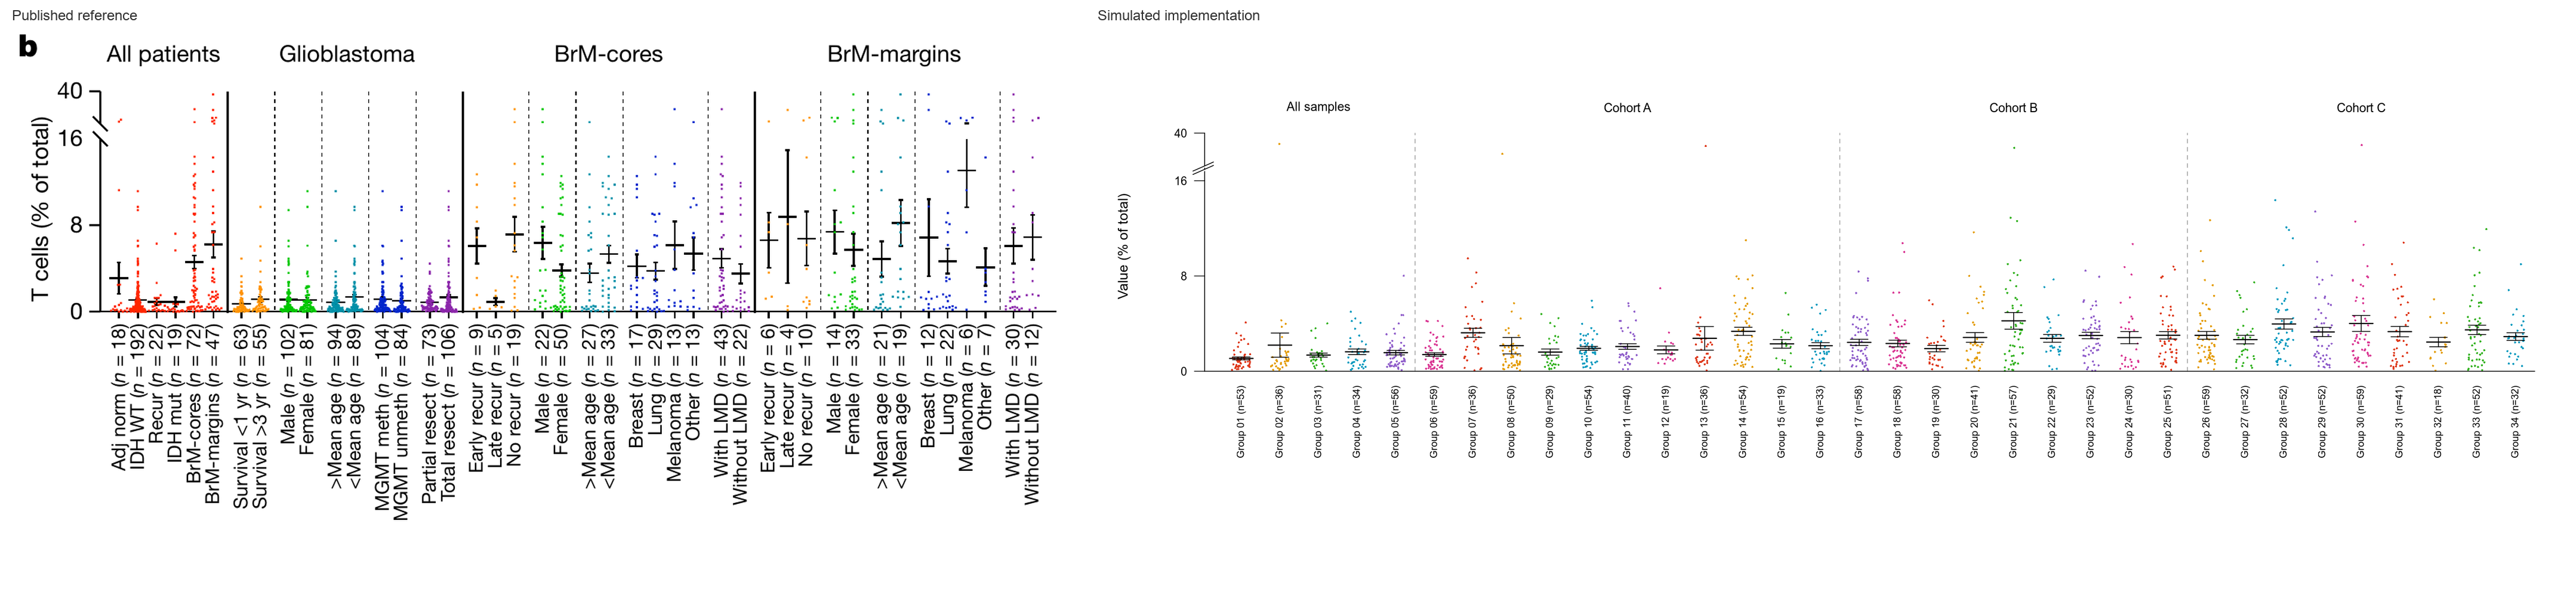 Published reference
b
All patients
Glioblastoma
BrM-cores
BrM-margins
T cells (% of total)
40
16
8
0
Adj norm (n = 18)
IDH WT (n = 192)
Recur (n = 22)
IDH mut (n = 19)
BrM-cores (n = 72)
BrM-margins (n = 47)
Survival <1 yr (n = 63)
Survival >3 yr (n = 55)
Male (n = 102)
Female (n = 81)
>Mean age (n = 94)
<Mean age (n = 89)
MGMT meth (n = 104)
MGMT unmeth (n = 84)
Partial resect (n = 73)
Total resect (n = 106)
Early recur (n = 9)
Late recur (n = 5)
No recur (n = 19)
Male (n = 22)
Female (n = 50)
>Mean age (n = 27)
<Mean age (n = 33)
Breast (n = 17)
Lung (n = 29)
Melanoma (n = 13)
Other (n = 13)
With LMD (n = 43)
Without LMD (n = 22)
Early recur (n = 6)
Late recur (n = 4)
No recur (n = 10)
Male (n = 14)
Female (n = 33)
>Mean age (n = 21)
<Mean age (n = 19)
Breast (n = 12)
Lung (n = 22)
Melanoma (n = 6)
Other (n = 7)
With LMD (n = 30)
Without LMD (n = 12)
Simulated implementation
All samples
Cohort A
Cohort B
Cohort C
Value (% of total)
40
16
8
0
Group 01 (n=53)
Group 02 (n=36)
Group 03 (n=31)
Group 04 (n=34)
Group 05 (n=56)
Group 06 (n=59)
Group 07 (n=36)
Group 08 (n=50)
Group 09 (n=29)
Group 10 (n=54)
Group 11 (n=40)
Group 12 (n=19)
Group 13 (n=36)
Group 14 (n=54)
Group 15 (n=19)
Group 16 (n=33)
Group 17 (n=58)
Group 18 (n=58)
Group 19 (n=30)
Group 20 (n=41)
Group 21 (n=57)
Group 22 (n=29)
Group 23 (n=52)
Group 24 (n=30)
Group 25 (n=51)
Group 26 (n=59)
Group 27 (n=32)
Group 28 (n=52)
Group 29 (n=52)
Group 30 (n=59)
Group 31 (n=41)
Group 32 (n=18)
Group 33 (n=52)
Group 34 (n=32)